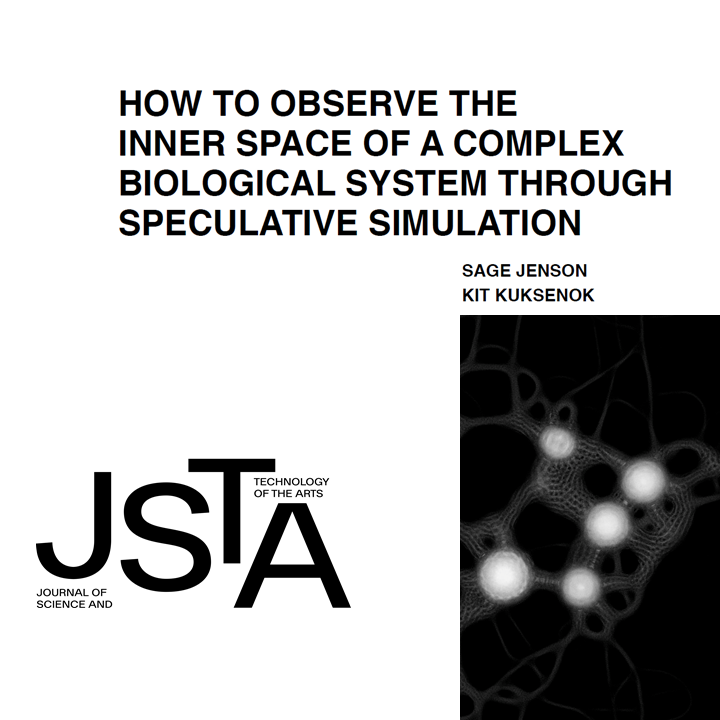 HOW TO OBSERVE THE
INNER SPACE OF A COMPLEX
BIOLOGICAL SYSTEM THROUGH
SPECULATIVE SIMULATION
SAGE JENSON
KIT KUKSENOK
JSTA
TECHNOLOGY
OF THE ARTS
JOURNAL OF
SCIENCE AND